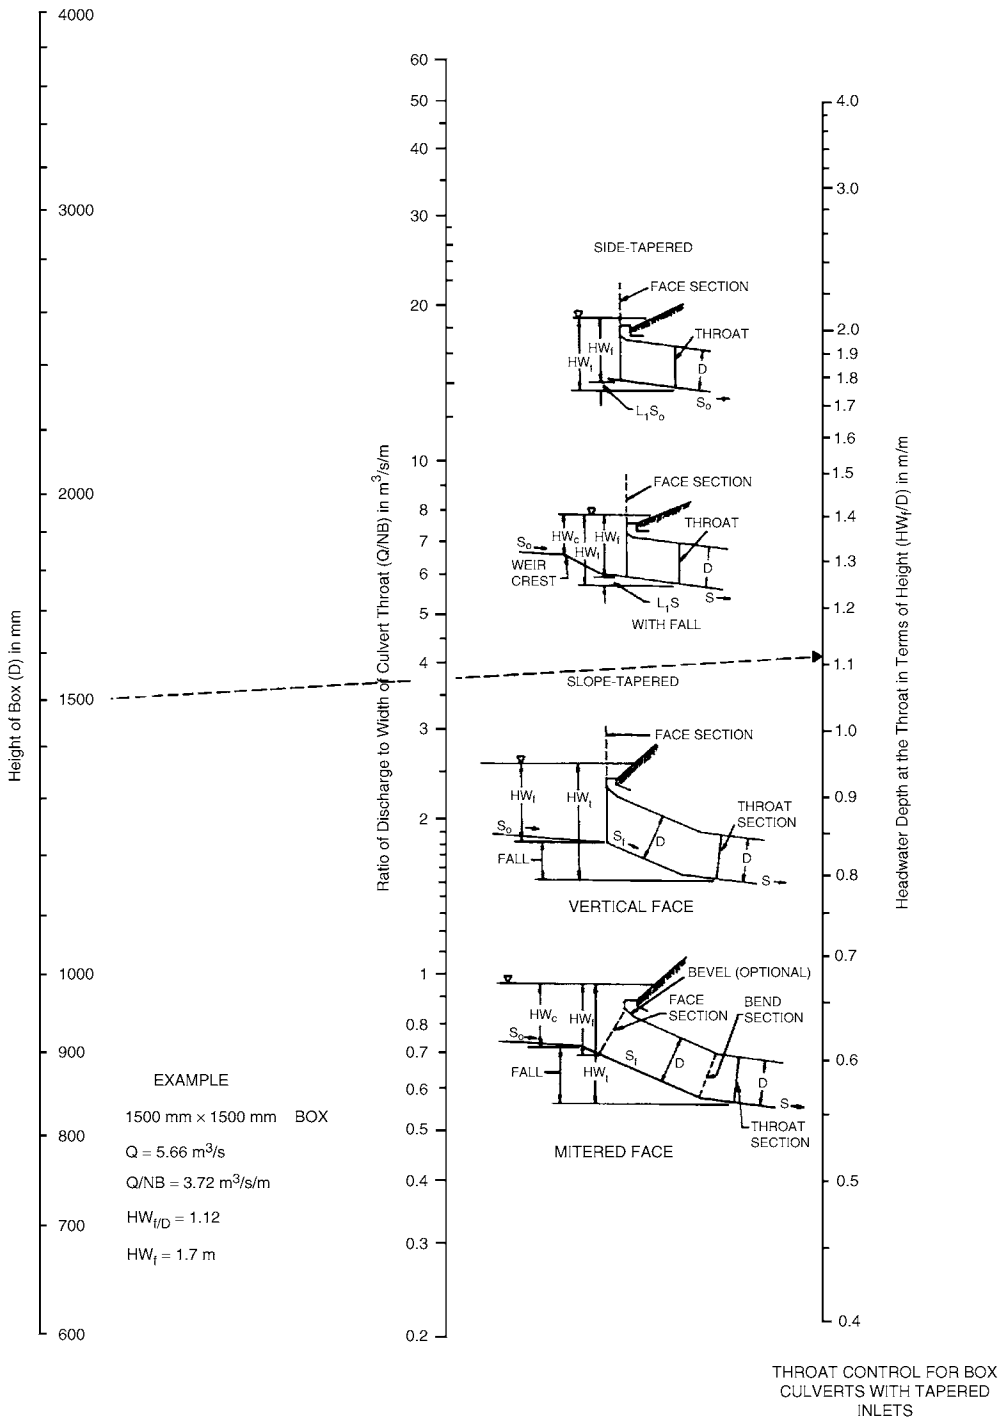 4000
3000
2000
1500
1000
900
800
700
600
Height of Box (D) in mm
60
50
40
30
20
10
8
7
6
5
4
3
2
1
0.8
0.7
0.6
0.5
0.4
0.3
0.2
Ratio of Discharge to Width of Culvert Throat (Q/NB) in m³/s/m
SIDE-TAPERED
FACE SECTION
THROAT
HWf
HWt
D
L₁S₀
S₀
FACE SECTION
THROAT
S₀
HWc
HWf
HWt
D
WEIR
CREST
L₁S
S
WITH FALL
SLOPE-TAPERED
FACE SECTION
HWf
HWt
THROAT
SECTION
S₀
Sf
D
D
FALL
S
VERTICAL FACE
BEVEL (OPTIONAL)
FACE
SECTION
BEND
SECTION
HWc
HWf
S₀
Sf
D
D
FALL
HWt
S
THROAT
SECTION
MITERED FACE
4.0
3.0
2.0
1.9
1.8
1.7
1.6
1.5
1.4
1.3
1.2
1.1
1.0
0.9
0.8
0.7
0.6
0.5
0.4
Headwater Depth at the Throat in Terms of Height (HWf/D) in m/m
EXAMPLE
1500 mm × 1500 mm BOX
Q = 5.66 m³/s
Q/NB = 3.72 m³/s/m
HWf/D = 1.12
HWf = 1.7 m
THROAT CONTROL FOR BOX
CULVERTS WITH TAPERED
INLETS